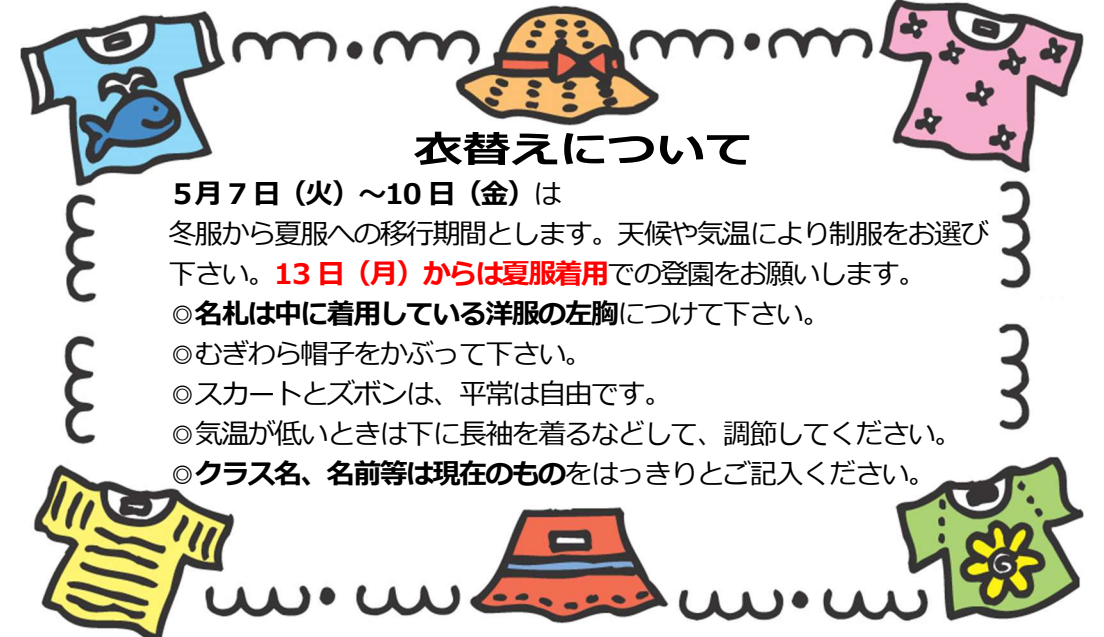 衣替えについて
５月７日（火）～10日（金）は
冬服から夏服への移行期間とします。天候や気温により制服をお選び
下さい。13日（月）からは夏服着用での登園をお願いします。
◎名札は中に着用している洋服の左胸につけて下さい。
◎むぎわら帽子をかぶって下さい。
◎スカートとズボンは、平常は自由です。
◎気温が低いときは下に長袖を着るなどして、調節してください。
◎クラス名、名前等は現在のものをはっきりとご記入ください。